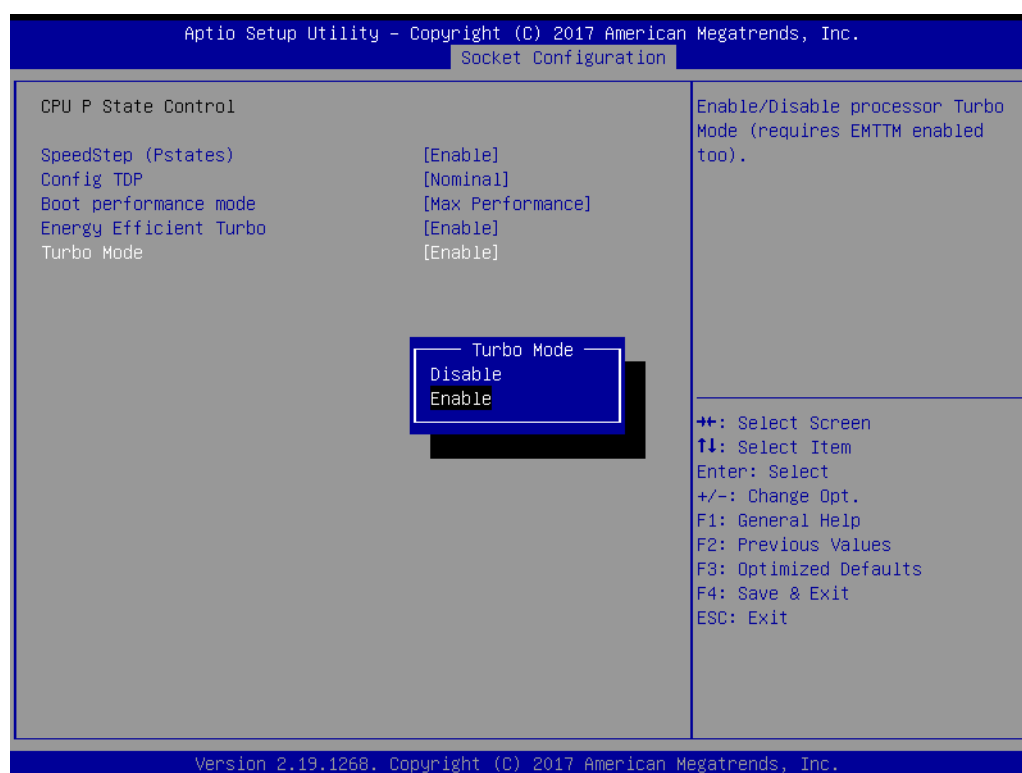 Aptio Setup Utility – Copyright (C) 2017 American Megatrends, Inc.
Socket Configuration
CPU P State Control
SpeedStep (Pstates) [Enable]
Config TDP [Nominal]
Boot performance mode [Max Performance]
Energy Efficient Turbo [Enable]
Turbo Mode [Enable]
Turbo Mode
Disable
Enable
Enable/Disable processor Turbo
Mode (requires EMTTM enabled
too).
→←: Select Screen
↑↓: Select Item
Enter: Select
+/-: Change Opt.
F1: General Help
F2: Previous Values
F3: Optimized Defaults
F4: Save & Exit
ESC: Exit
Version 2.19.1268. Copyright (C) 2017 American Megatrends, Inc.